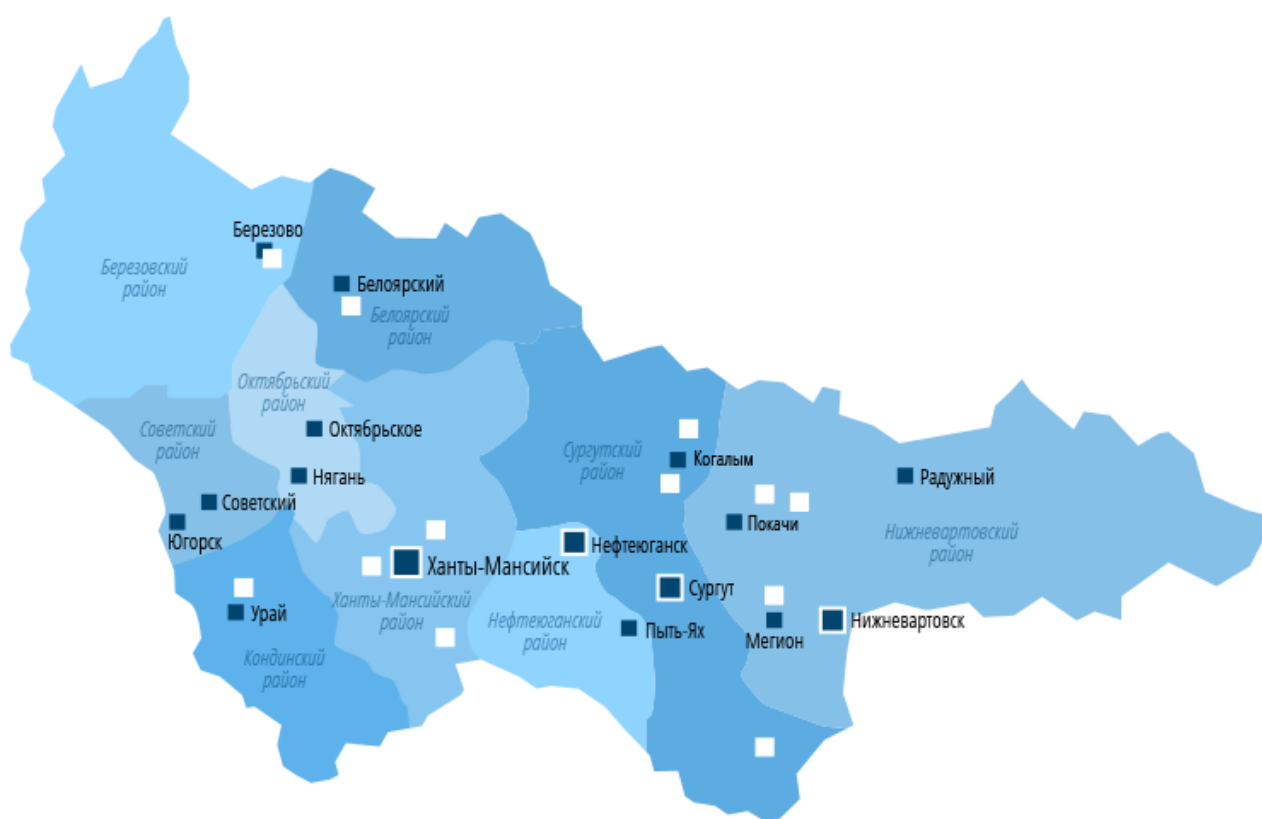 Березово
Березовский
район
Белоярский
Белоярский
район
Октябрьский
район
Октябрьское
Советский
район
Нягань
Советский
Югорск
Сургутский
район
Когалым
Радужный
Покачи
Нижневартовский
район
Нефтеюганск
Ханты-Мансийск
Сургут
Ханты-Мансийский
район
Урай
Нефтеюганский
район
Пыть-Ях
Мегион
Нижневартовск
Кондинский
район